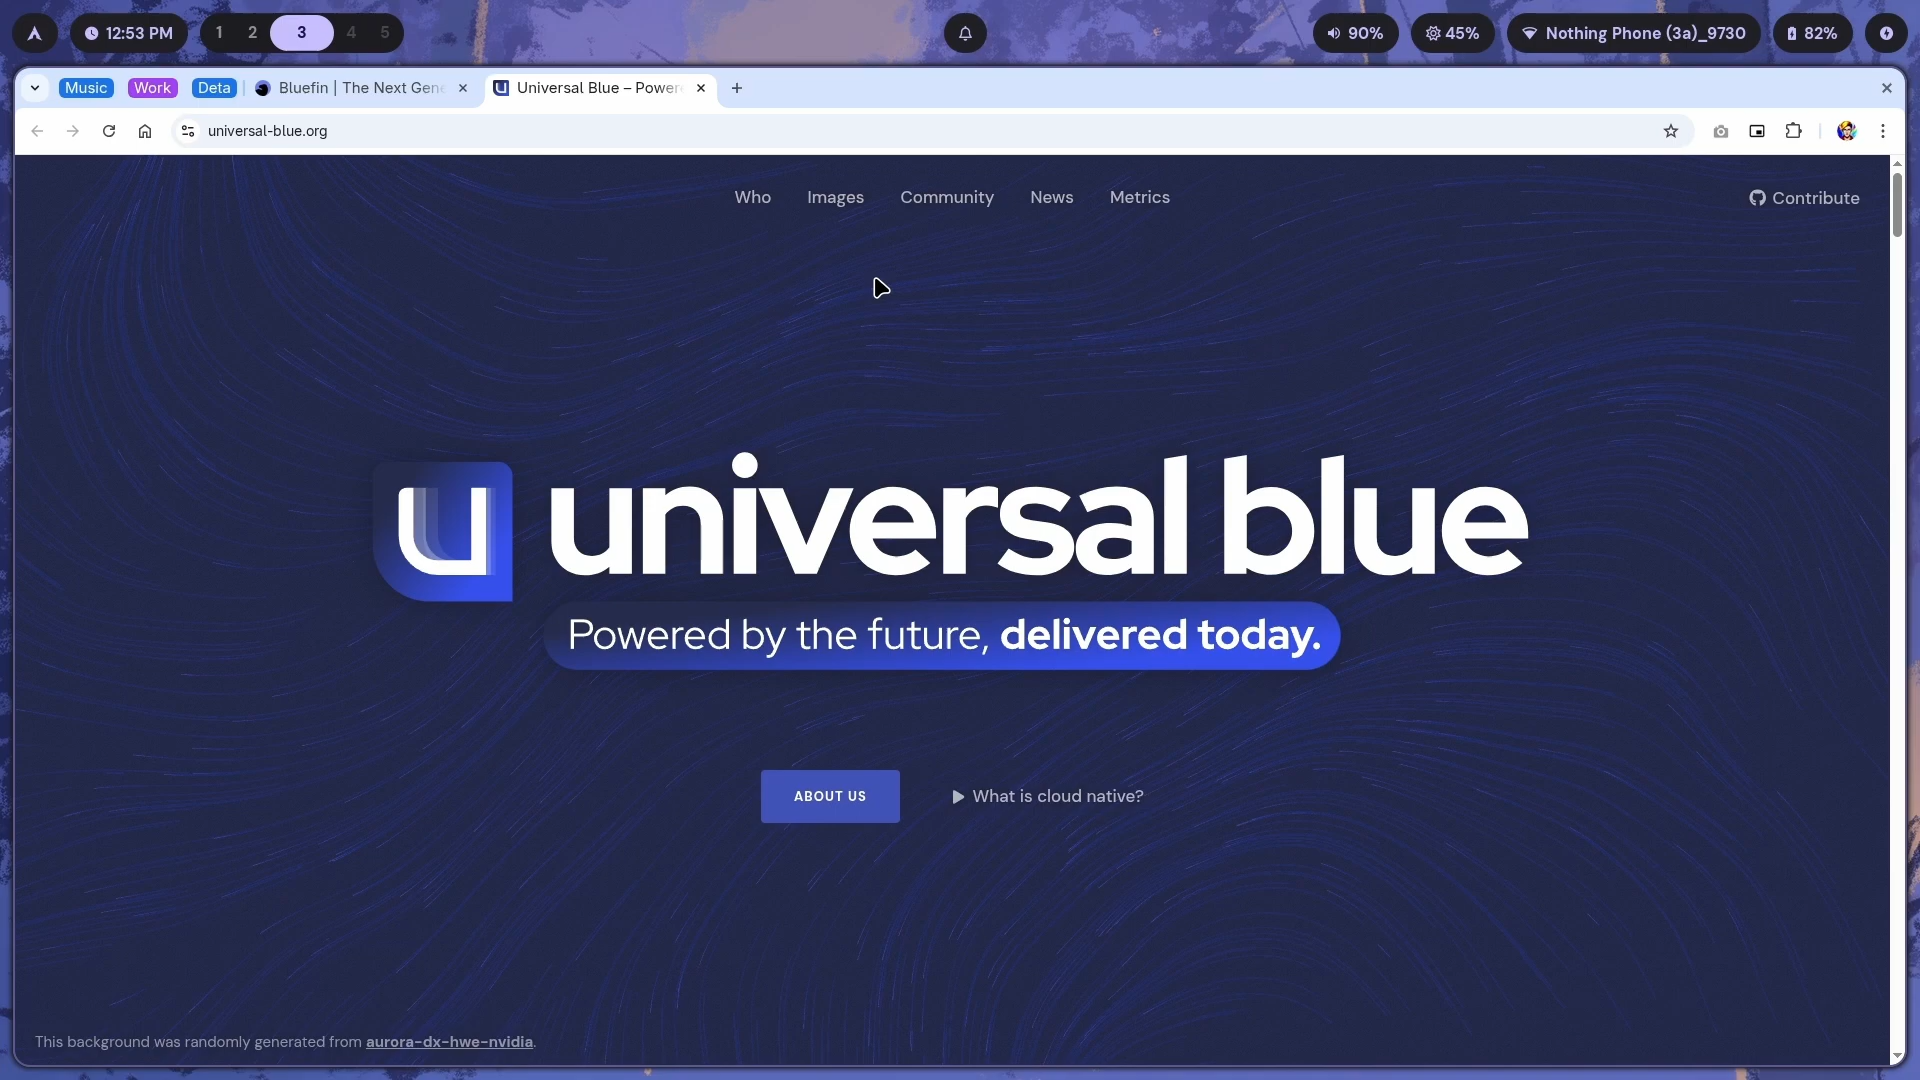 12:53 PM
1 2 3 4 5
90%
45%
Nothing Phone (3a)_9730
82%
Music
Work
Deta
Bluefin | The Next Gene
Universal Blue – Power
universal-blue.org
Who
Images
Community
News
Metrics
Contribute
universal blue
Powered by the future, delivered today.
ABOUT US
What is cloud native?
This background was randomly generated from aurora-dx-hwe-nvidia.